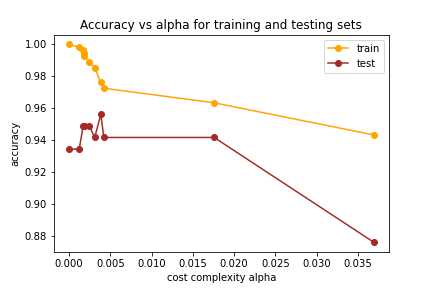 Accuracy vs alpha for training and testing sets
1.00
0.98
0.96
0.94
0.92
0.90
0.88
accuracy
train
test
0.000 0.005 0.010 0.015 0.020 0.025 0.030 0.035
cost complexity alpha